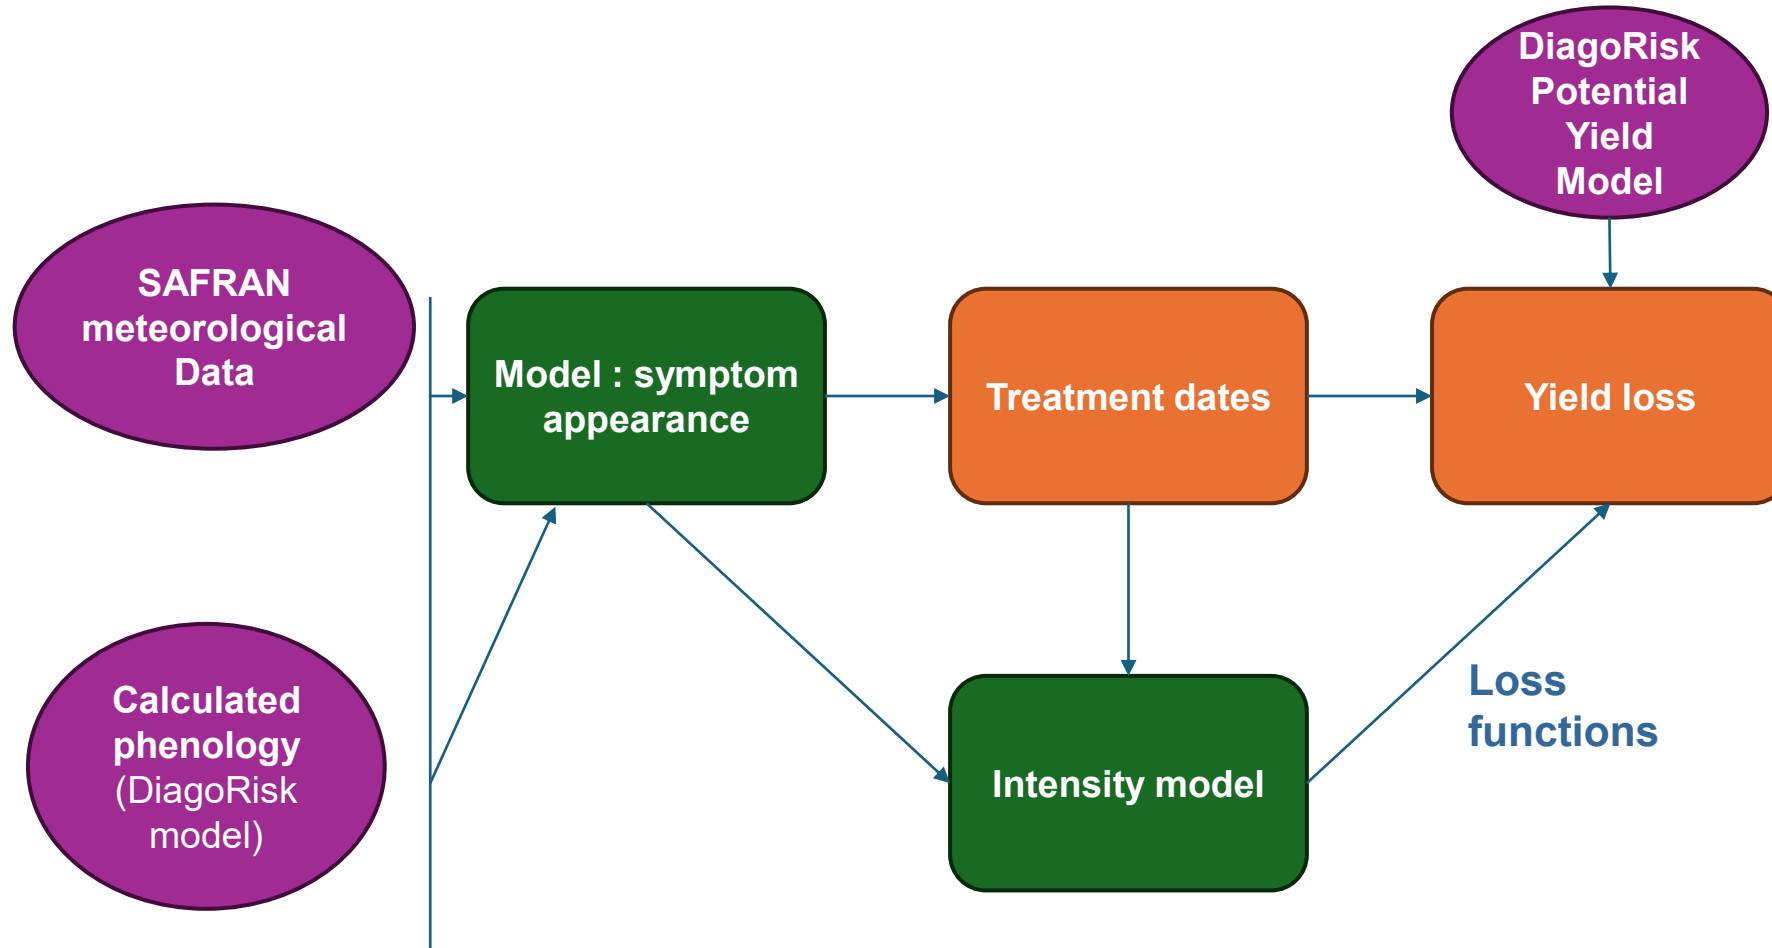 DiagoRisk
Potential
Yield
Model
SAFRAN
meteorological
Data
Model : symptom
appearance
Treatment dates
Yield loss
Calculated
phenology
(DiagoRisk
model)
Intensity model
Loss
functions